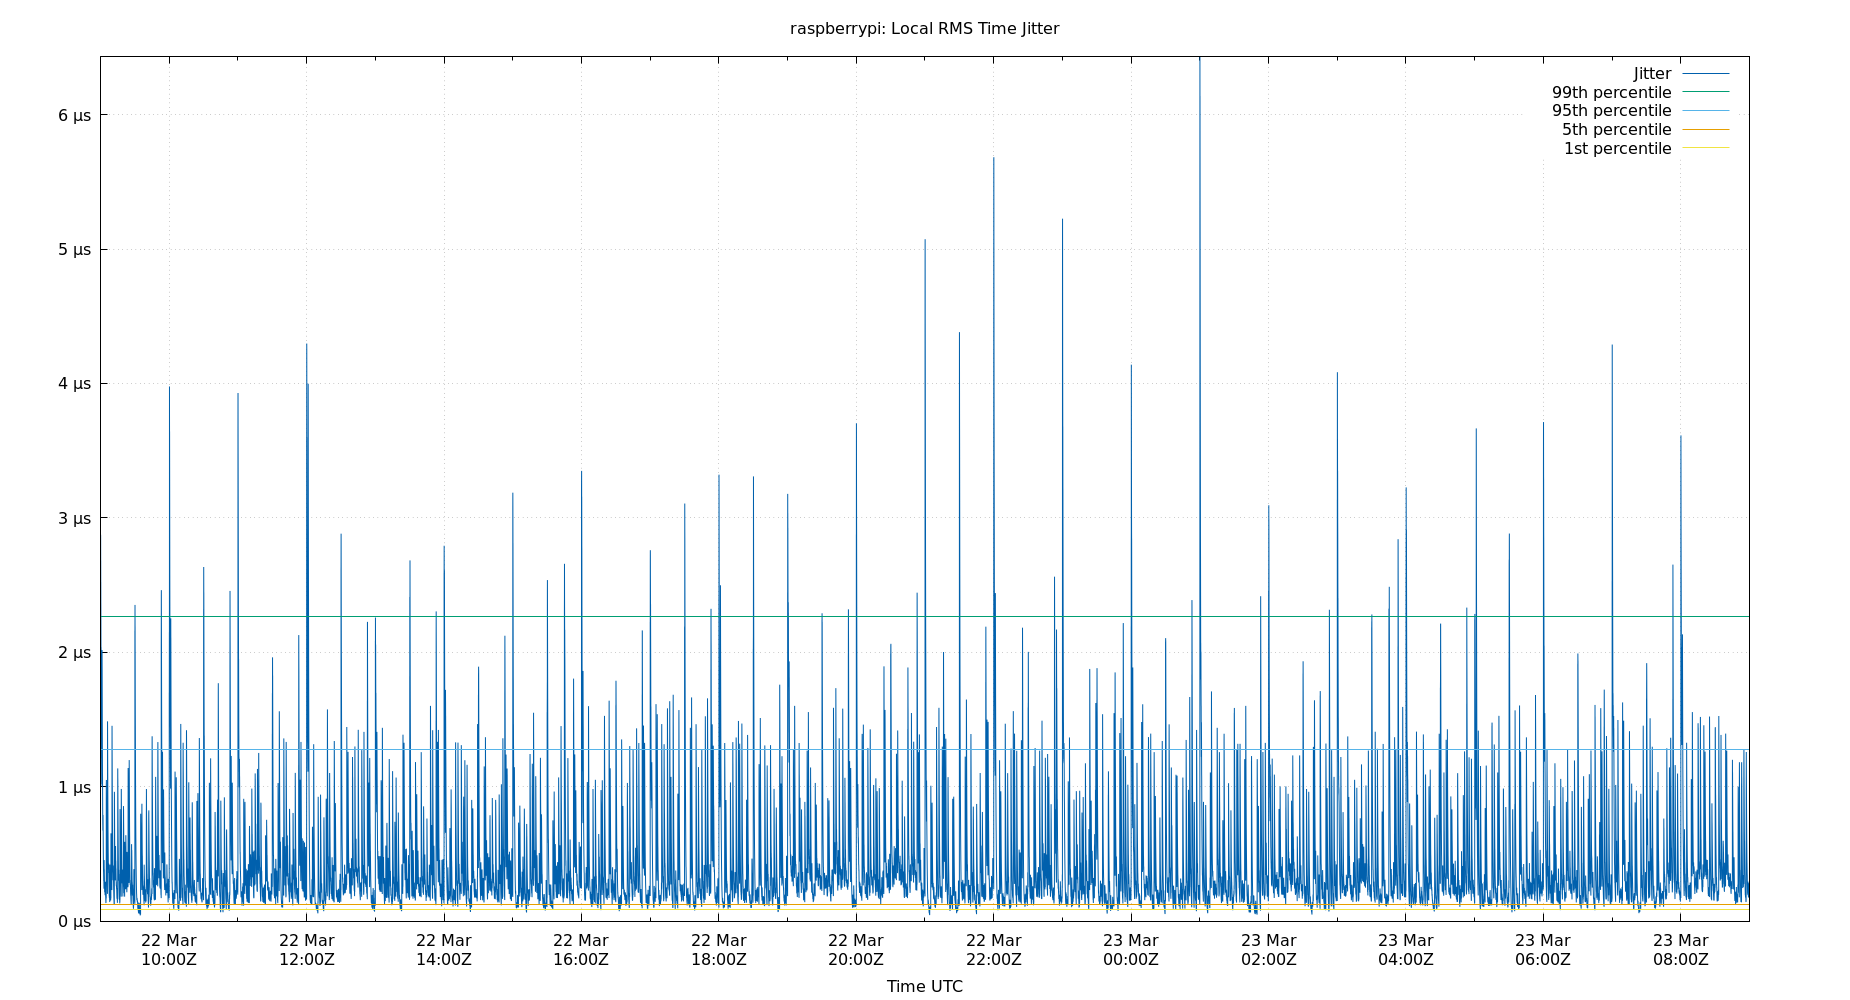 raspberrypi: Local RMS Time Jitter
Jitter
99th percentile
95th percentile
5th percentile
1st percentile
6 µs
5 µs
4 µs
3 µs
2 µs
1 µs
0 µs
22 Mar 22 Mar 22 Mar 22 Mar 22 Mar 22 Mar 22 Mar 23 Mar 23 Mar 23 Mar 23 Mar 23 Mar
10:00Z 12:00Z 14:00Z 16:00Z 18:00Z 20:00Z 22:00Z 00:00Z 02:00Z 04:00Z 06:00Z 08:00Z
Time UTC